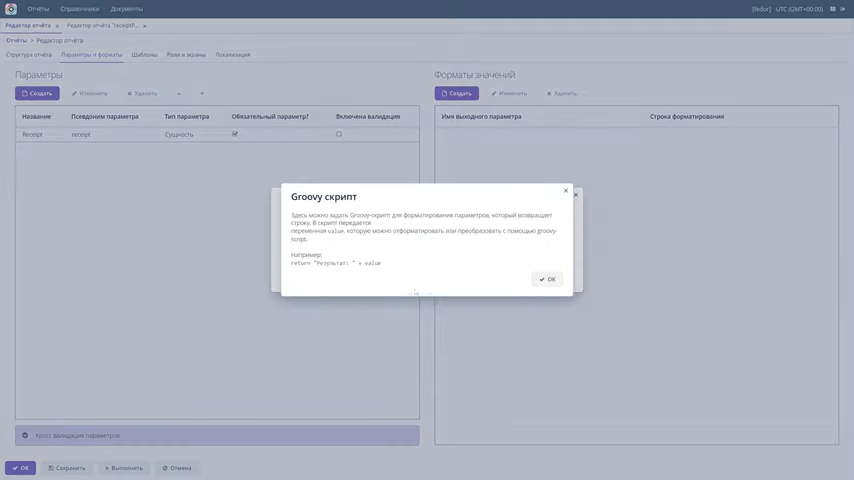 Отчёты Справочники Документы [fedor] UTC (GMT+00:00)
Редактор отчёта Редактор отчёта "receiptP...
Отчёты Редактор отчёта
Структура отчёта Параметры и форматы Шаблоны Роли и экраны Локализация
Параметры Форматы значений
Создать Изменить Удалить Создать Изменить Удалить
Название Псевдоним параметра Тип параметра Обязательный параметр? Включена валидация Имя выходного параметра Строка форматирования
Receipt receipt Сущность
Groovy скрипт
Здесь можно задать Groovy-скрипт для форматирования параметров, который возвращает
строку. В скрипт передается
переменная value, которую можно отформатировать или преобразовать с помощью groovy-
script.
Например:
return "Результат: " + value
OK
Кросс валидация параметров
OK Сохранить Выполнить Отмена